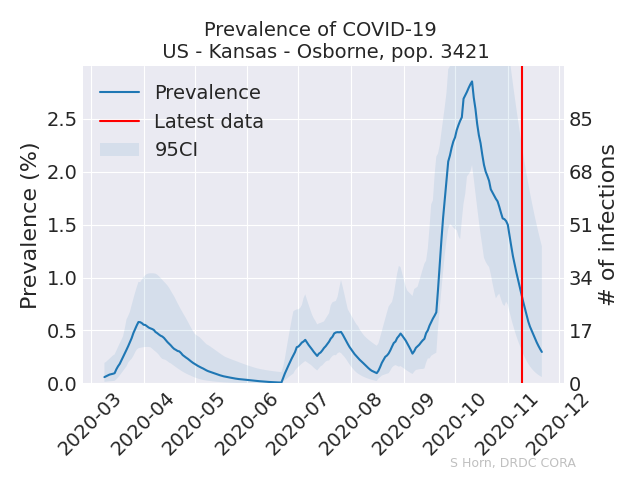 Prevalence of COVID-19
US - Kansas - Osborne, pop. 3421
Prevalence
Latest data
95CI
Prevalence (%)
2.5
2.0
1.5
1.0
0.5
0.0
85
68
51
34
17
0
# of infections
2020-03
2020-04
2020-05
2020-06
2020-07
2020-08
2020-09
2020-10
2020-11
2020-12
S Horn, DRDC CORA